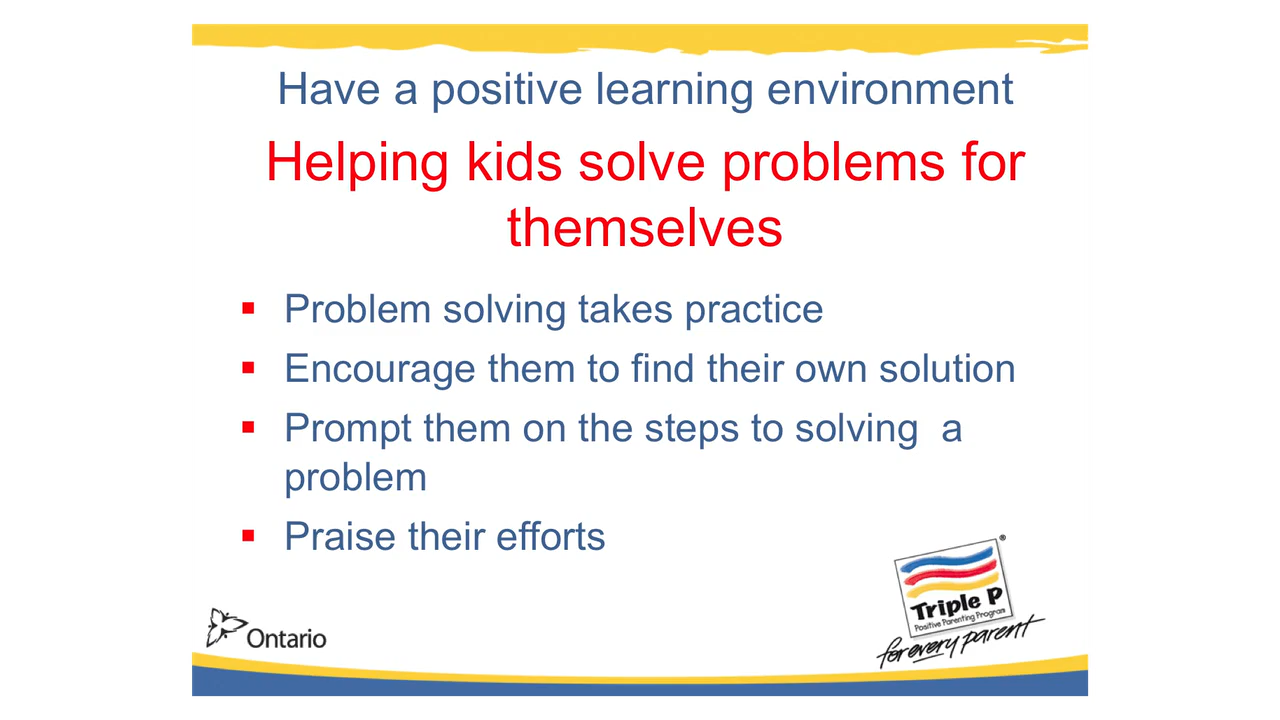 Have a positive learning environment
Helping kids solve problems for
themselves
▪ Problem solving takes practice
▪ Encourage them to find their own solution
▪ Prompt them on the steps to solving  a
problem
▪ Praise their efforts
®
Triple P
Positive Parenting Program
for every parent
Ontario